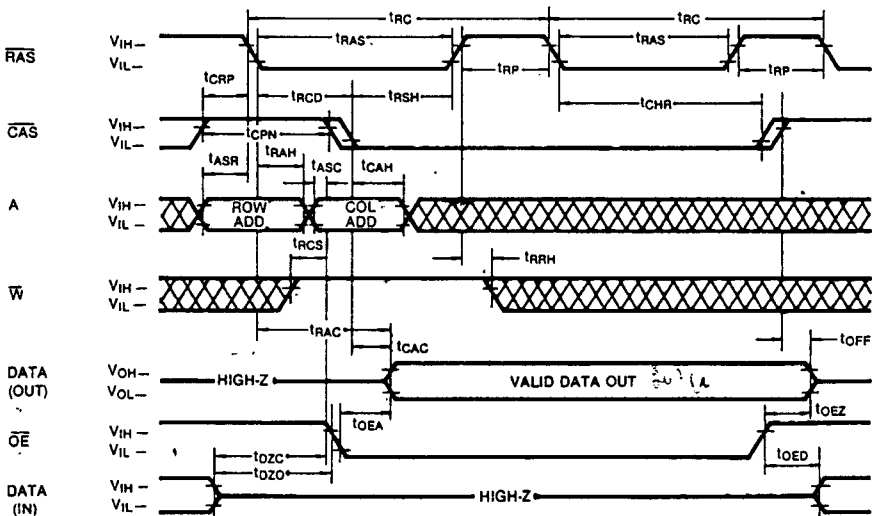 tRC tRC
RAS VIH– tRAS tRAS
VIL– tRP tRP
tCRP tRCD tRSH tCHR
CAS VIH–
VIL– tCPN
tASR tRAH tASC tCAH
A VIH– ROW COL
VIL– ADD ADD
tRCS tRRH
W VIH–
VIL–
tRAC tCAC tOFF
DATA VOH– HIGH-Z VALID DATA OUT
(OUT) VOL–
tOEA tOEZ
OE VIH–
VIL– tDZC tOED
tDZO
DATA VIH– HIGH-Z
(IN) VIL–